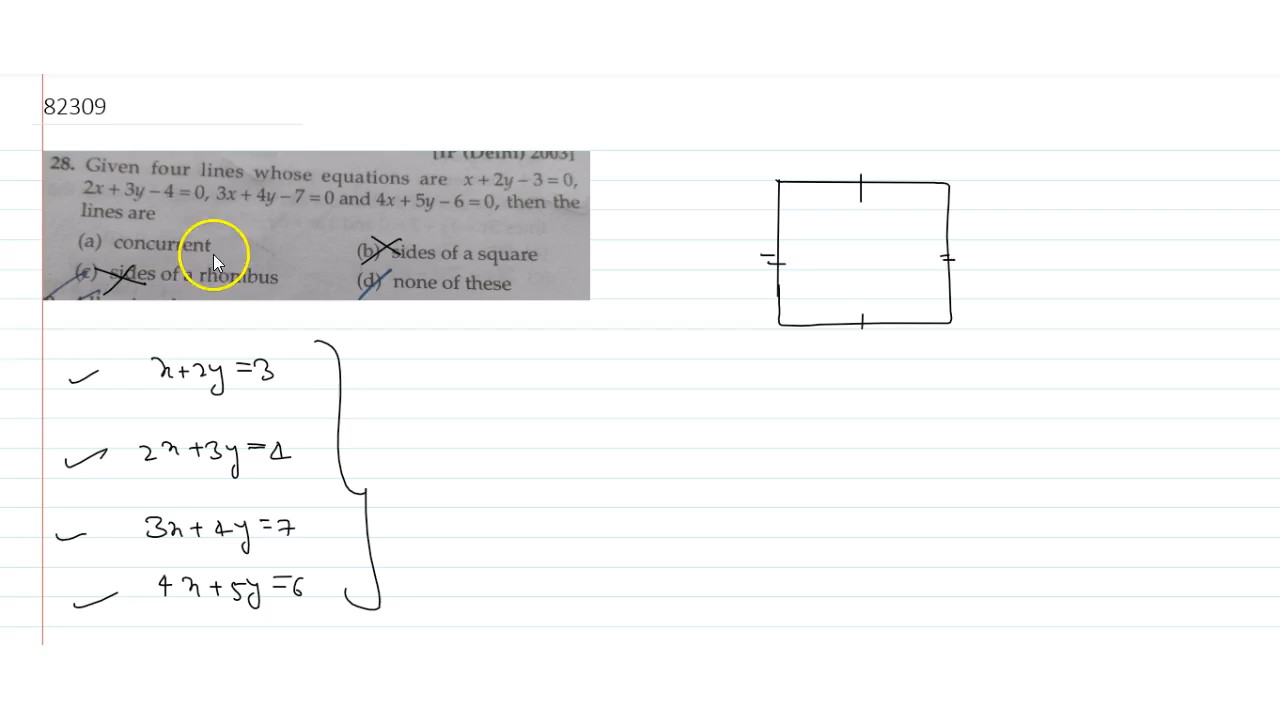 82309
[IP (Delhi) 2003]
28. Given four lines whose equations are x + 2y − 3 = 0,
2x + 3y − 4 = 0, 3x + 4y − 7 = 0 and 4x + 5y − 6 = 0, then the
lines are
(a) concurrent (b) sides of a square
(c) sides of a rhombus (d) none of these
x+2y=3
2x+3y=4
3x+4y=7
4x+5y=6